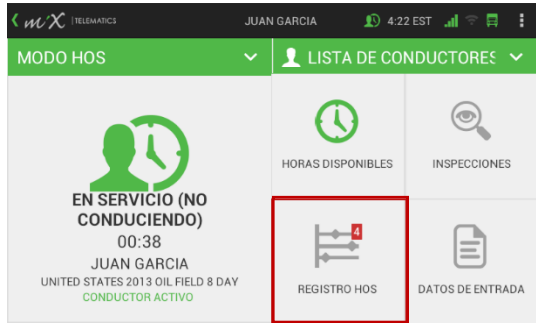 miX TELEMATICS
JUAN GARCIA
4:22 EST
MODO HOS
LISTA DE CONDUCTORES
HORAS DISPONIBLES
INSPECCIONES
EN SERVICIO (NO
CONDUCIENDO)
00:38
JUAN GARCIA
UNITED STATES 2013 OIL FIELD 8 DAY
CONDUCTOR ACTIVO
4
REGISTRO HOS
DATOS DE ENTRADA